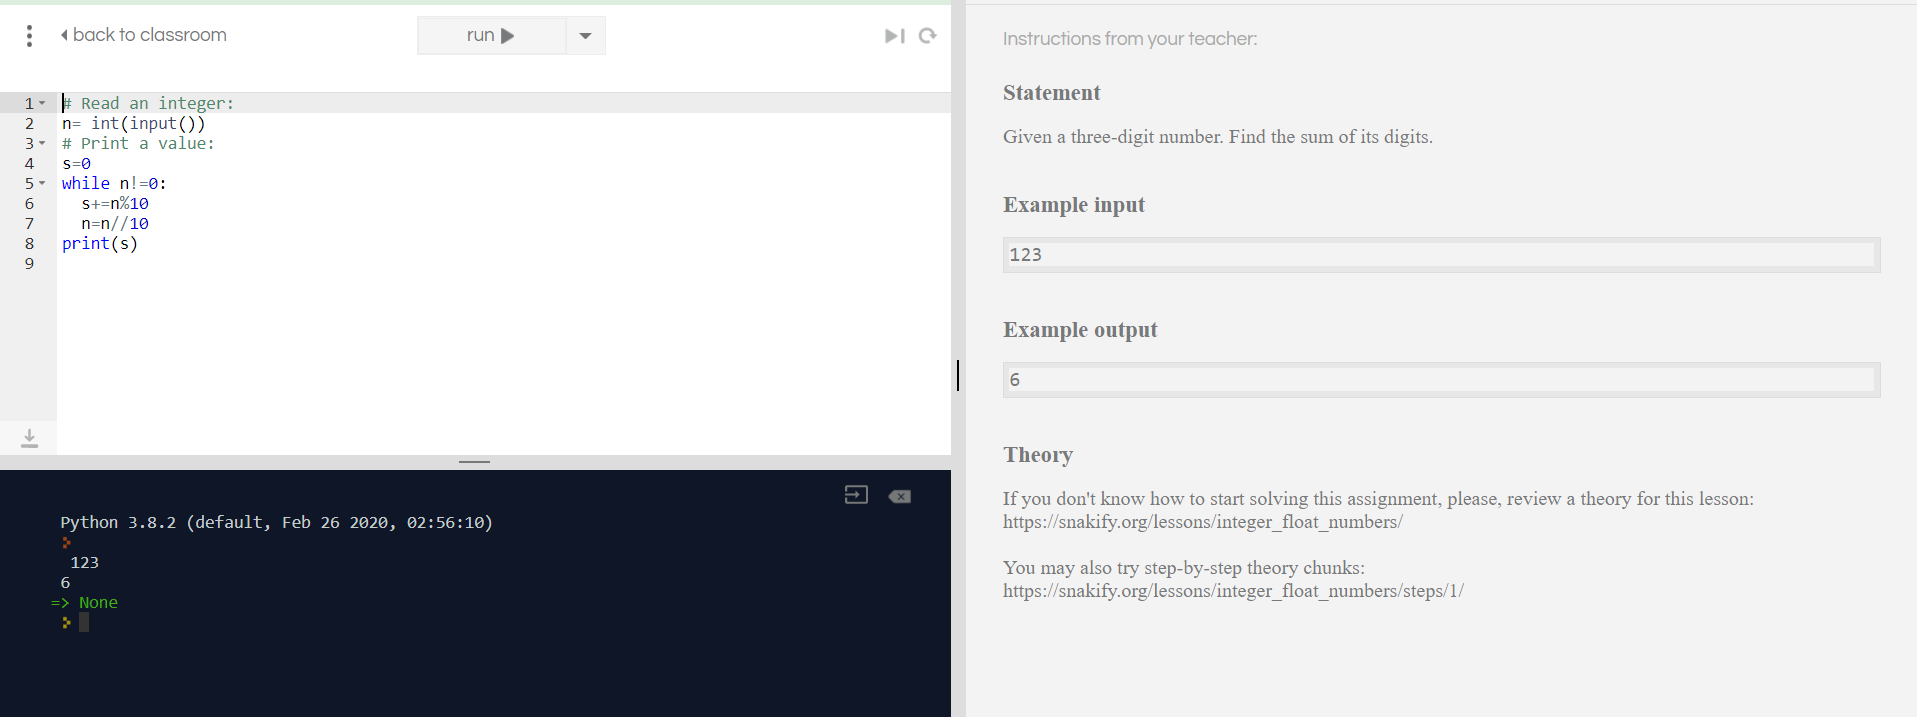 back to classroom
run
1 # Read an integer:
2 n= int(input())
3 # Print a value:
4 s=0
5 while n!=0:
6   s+=n%10
7   n=n//10
8 print(s)
9
Python 3.8.2 (default, Feb 26 2020, 02:56:10)
123
6
=> None
Instructions from your teacher:
Statement
Given a three-digit number. Find the sum of its digits.
Example input
123
Example output
6
Theory
If you don't know how to start solving this assignment, please, review a theory for this lesson:
https://snakify.org/lessons/integer_float_numbers/
You may also try step-by-step theory chunks:
https://snakify.org/lessons/integer_float_numbers/steps/1/